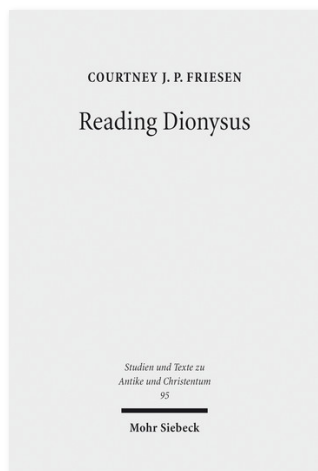 COURTNEY J. P. FRIESEN
Reading Dionysus
Studien und Texte zu
Antike und Christentum
95
Mohr Siebeck